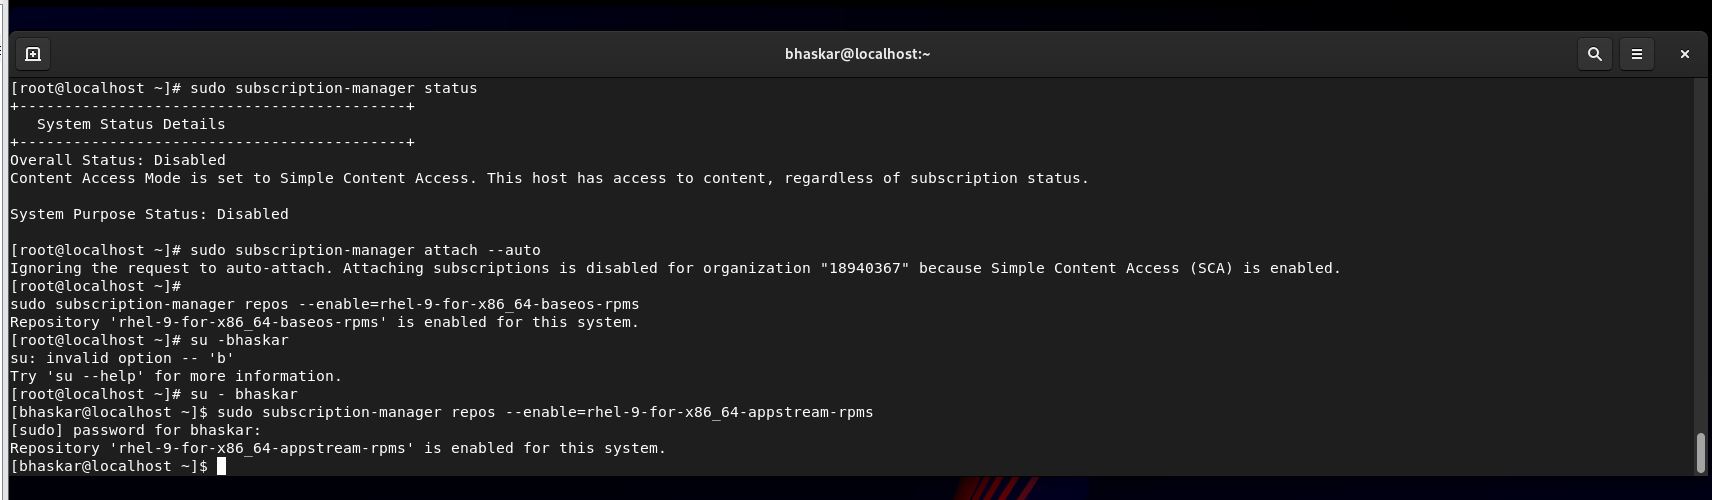 bhaskar@localhost:~
[root@localhost ~]# sudo subscription-manager status
+-------------------------------------------+
   System Status Details
+-------------------------------------------+
Overall Status: Disabled
Content Access Mode is set to Simple Content Access. This host has access to content, regardless of subscription status.

System Purpose Status: Disabled

[root@localhost ~]# sudo subscription-manager attach --auto
Ignoring the request to auto-attach. Attaching subscriptions is disabled for organization "18940367" because Simple Content Access (SCA) is enabled.
[root@localhost ~]#
sudo subscription-manager repos --enable=rhel-9-for-x86_64-baseos-rpms
Repository 'rhel-9-for-x86_64-baseos-rpms' is enabled for this system.
[root@localhost ~]# su -bhaskar
su: invalid option -- 'b'
Try 'su --help' for more information.
[root@localhost ~]# su - bhaskar
[bhaskar@localhost ~]$ sudo subscription-manager repos --enable=rhel-9-for-x86_64-appstream-rpms
[sudo] password for bhaskar:
Repository 'rhel-9-for-x86_64-appstream-rpms' is enabled for this system.
[bhaskar@localhost ~]$